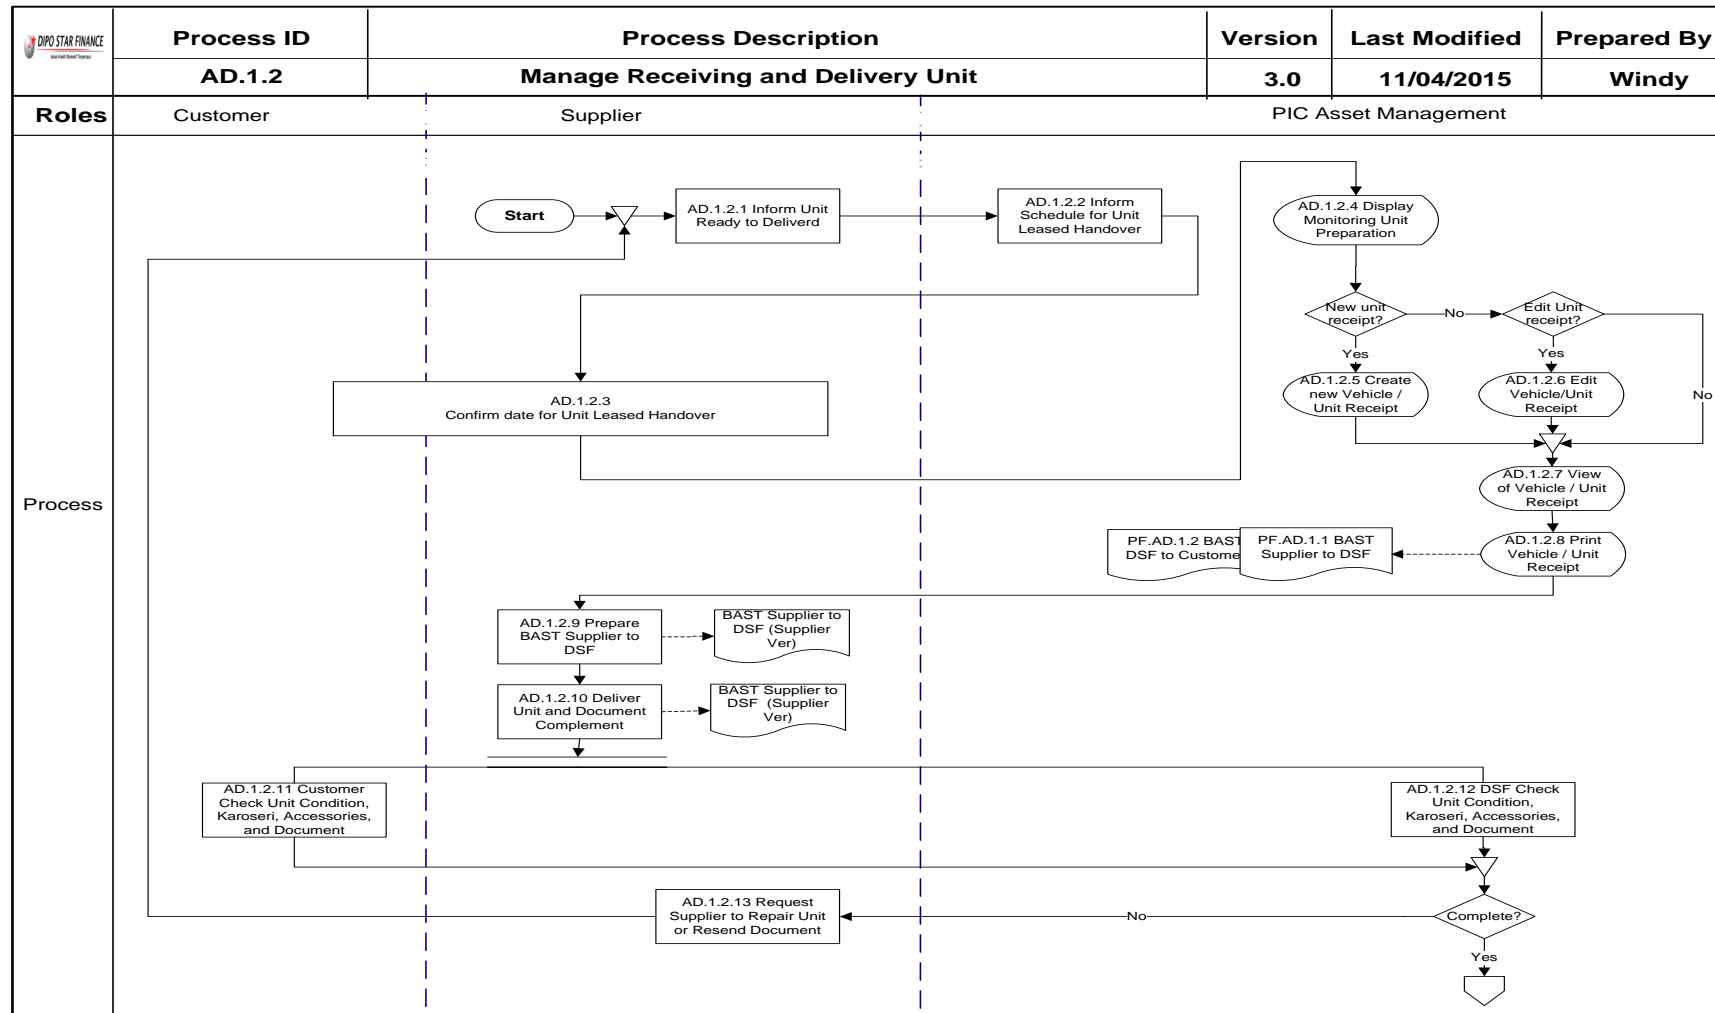 DIPO STAR FINANCE
Process ID
Process Description
Version
Last Modified
Prepared By
AD.1.2
Manage Receiving and Delivery Unit
3.0
11/04/2015
Windy
Roles
Customer
Supplier
PIC Asset Management
Process
Start
AD.1.2.1 Inform Unit
Ready to Deliverd
AD.1.2.2 Inform
Schedule for Unit
Leased Handover
AD.1.2.4 Display
Monitoring Unit
Preparation
New unit
receipt?
No
Edit Unit
receipt?
Yes
Yes
No
AD.1.2.3
Confirm date for Unit Leased Handover
AD.1.2.5 Create
new Vehicle /
Unit Receipt
AD.1.2.6 Edit
Vehicle/Unit
Receipt
AD.1.2.7 View
of Vehicle / Unit
Receipt
PF.AD.1.2 BAST
DSF to Custome
PF.AD.1.1 BAST
Supplier to DSF
AD.1.2.8 Print
Vehicle / Unit
Receipt
AD.1.2.9 Prepare
BAST Supplier to
DSF
BAST Supplier to
DSF (Supplier
Ver)
AD.1.2.10 Deliver
Unit and Document
Complement
BAST Supplier to
DSF (Supplier
Ver)
AD.1.2.11 Customer
Check Unit Condition,
Karoseri, Accessories,
and Document
AD.1.2.12 DSF Check
Unit Condition,
Karoseri, Accessories,
and Document
AD.1.2.13 Request
Supplier to Repair Unit
or Resend Document
No
Complete?
Yes